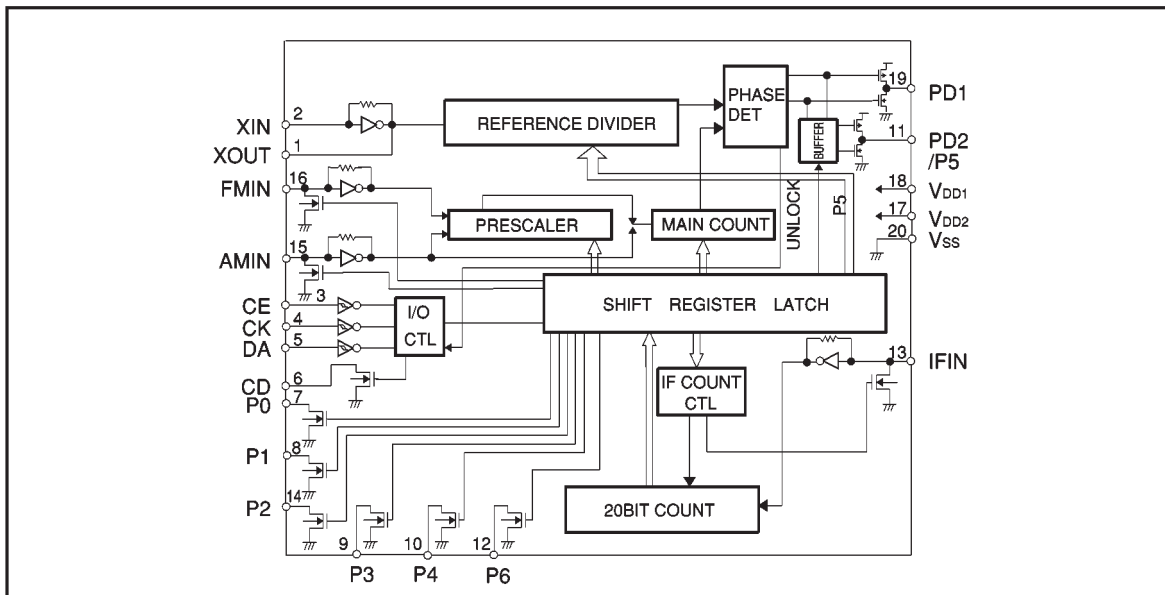 XIN
2
XOUT
1
FMIN
16
AMIN
15
CE
3
CK
4
DA
5
CD
6
P0
7
P1
8
P2
14
9
P3
10
P4
12
P6
REFERENCE DIVIDER
PHASE
DET
BUFFER
19
PD1
11
PD2
/P5
18
VDD1
17
VDD2
20
VSS
PRESCALER
MAIN COUNT
UNLOCK
P5
I/O
CTL
SHIFT REGISTER LATCH
13
IFIN
IF COUNT
CTL
20BIT COUNT